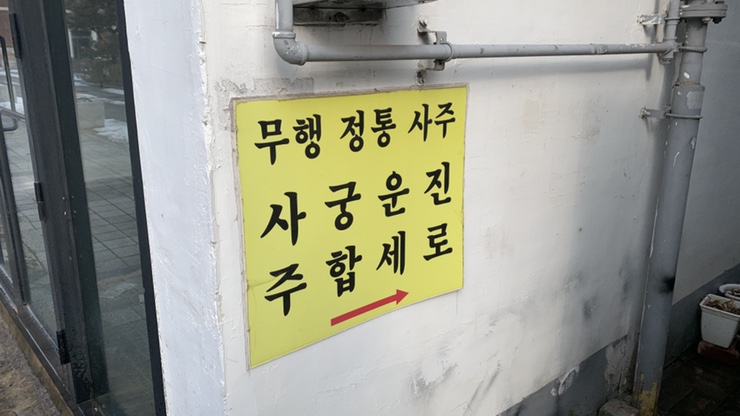 무행 정통 사주
사주
궁합
운세
진로